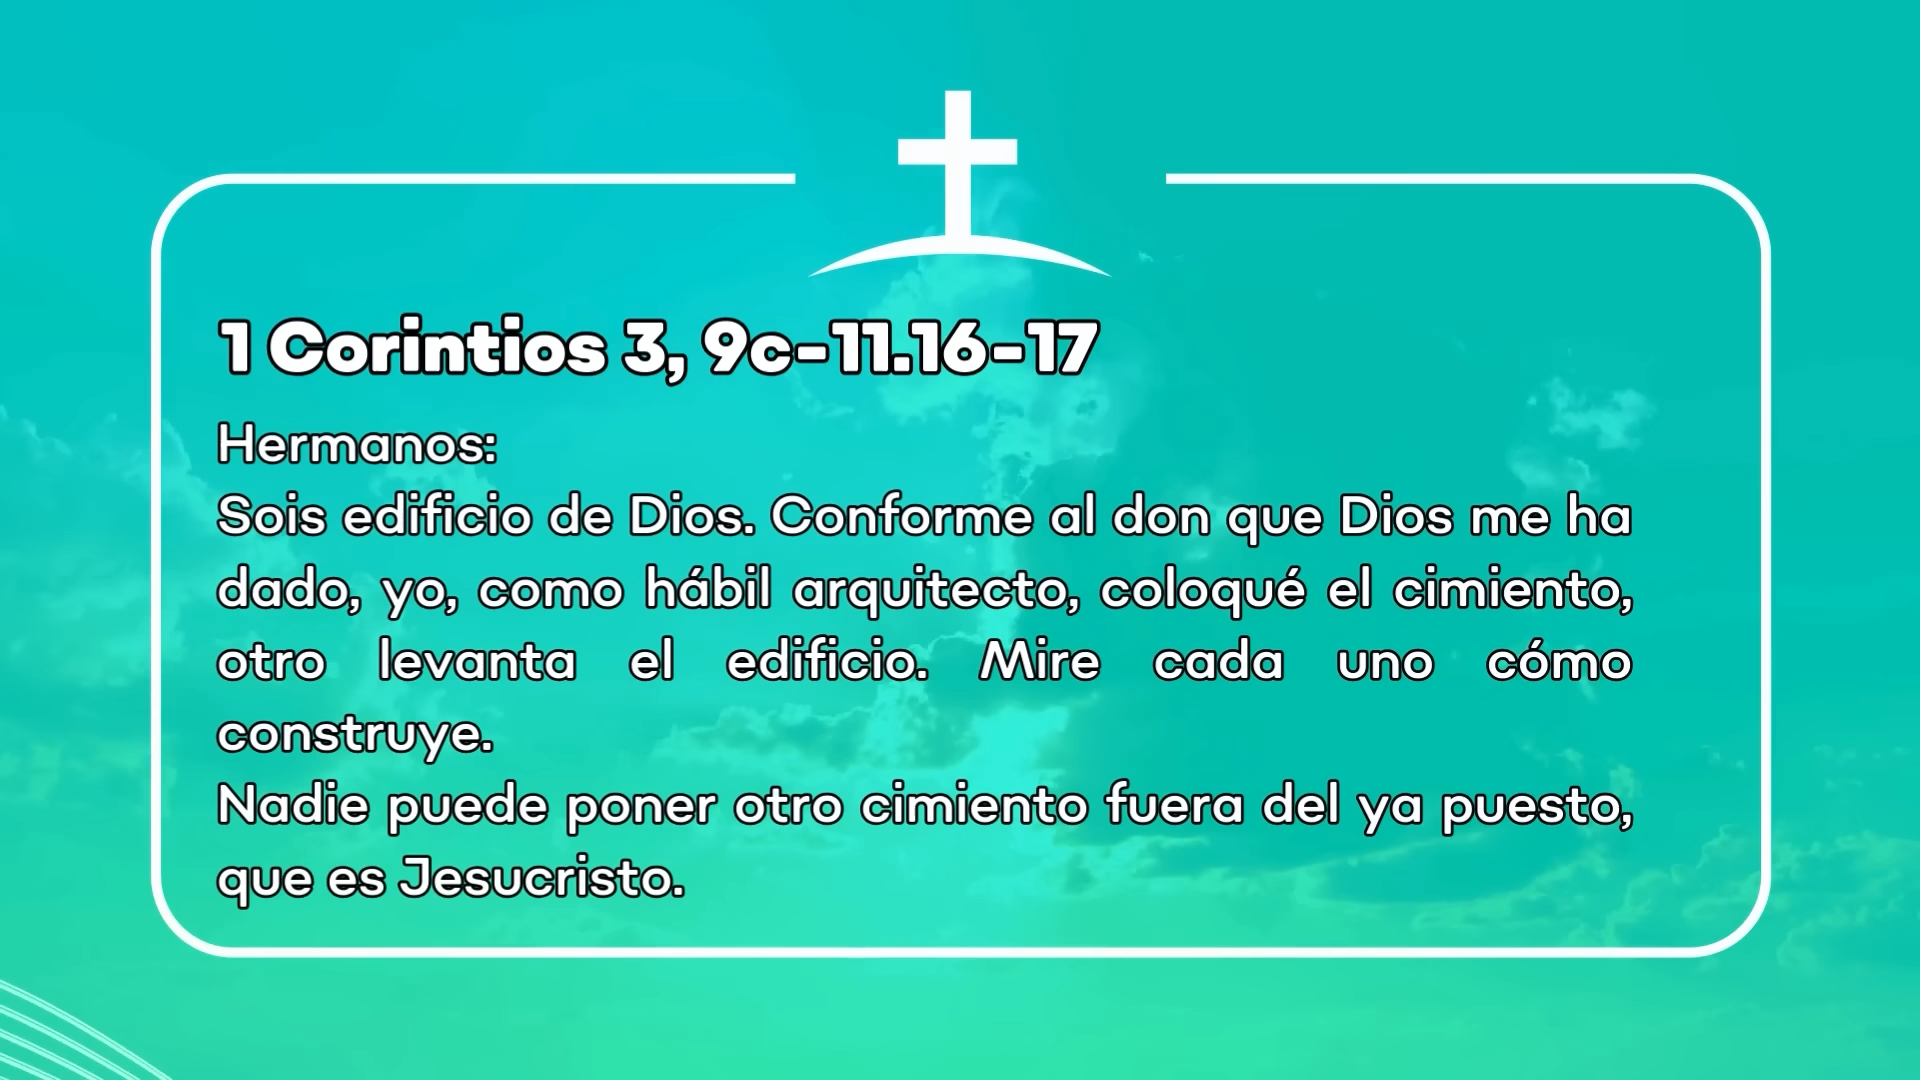 1 Corintios 3, 9c-11.16-17
Hermanos:
Sois edificio de Dios. Conforme al don que Dios me ha
dado, yo, como hábil arquitecto, coloqué el cimiento,
otro levanta el edificio. Mire cada uno cómo
construye.
Nadie puede poner otro cimiento fuera del ya puesto,
que es Jesucristo.